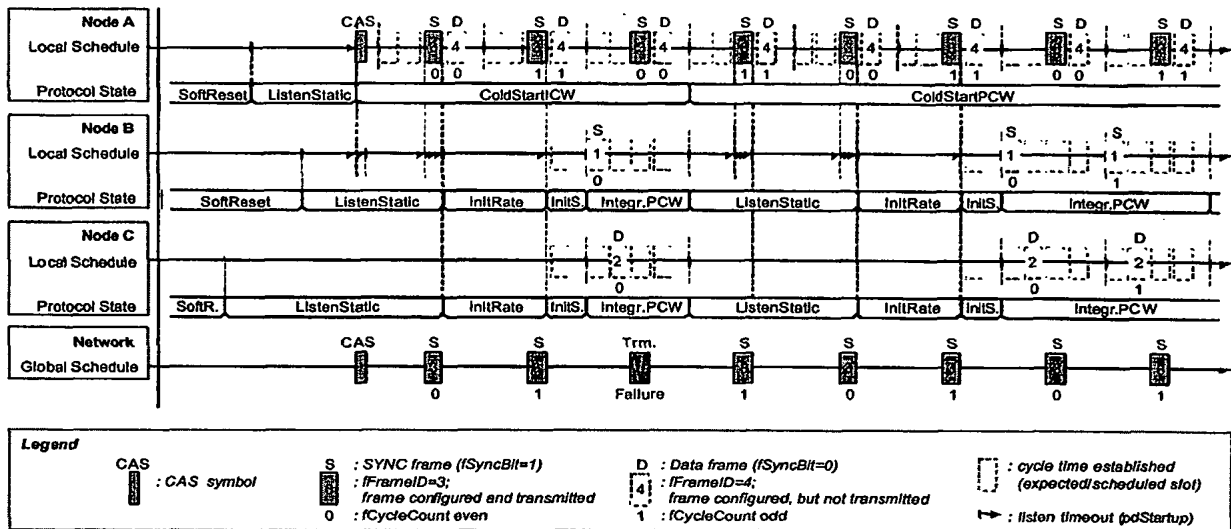 Node A
CAS S D S D S D S D S D S D S D S D
Local Schedule
4 4 4 4 4 4 4 4
0 0 1 1 0 0 1 1 0 0 1 1 0 0 1 1
Protocol State
SoftReset ListenStatic ColdStartICW ColdStartPCW
Node B
S S S
Local Schedule
1 1 1
0 0 1
Protocol State
SoftReset ListenStatic InitRate InitS. Integr.PCW ListenStatic InitRate InitS. Integr.PCW
Node C
D D D
Local Schedule
2 2 2
0 0 1
Protocol State
SoftR. ListenStatic InitRate InitS. Integr.PCW ListenStatic InitRate InitS. Integr.PCW
Network
CAS S S Trm. S S S S S
Global Schedule
0 1 Failure 1 0 1 0 1
Legend
CAS
: CAS symbol
S : SYNC frame (fSyncBit=1)
: fFrameID=3;
frame configured and transmitted
0 : fCycleCount even
D : Data frame (fSyncBit=0)
4 : fFrameID=4;
frame configured, but not transmitted
1 : fCycleCount odd
: cycle time established
(expected/scheduled slot)
: listen timeout (pdStartup)